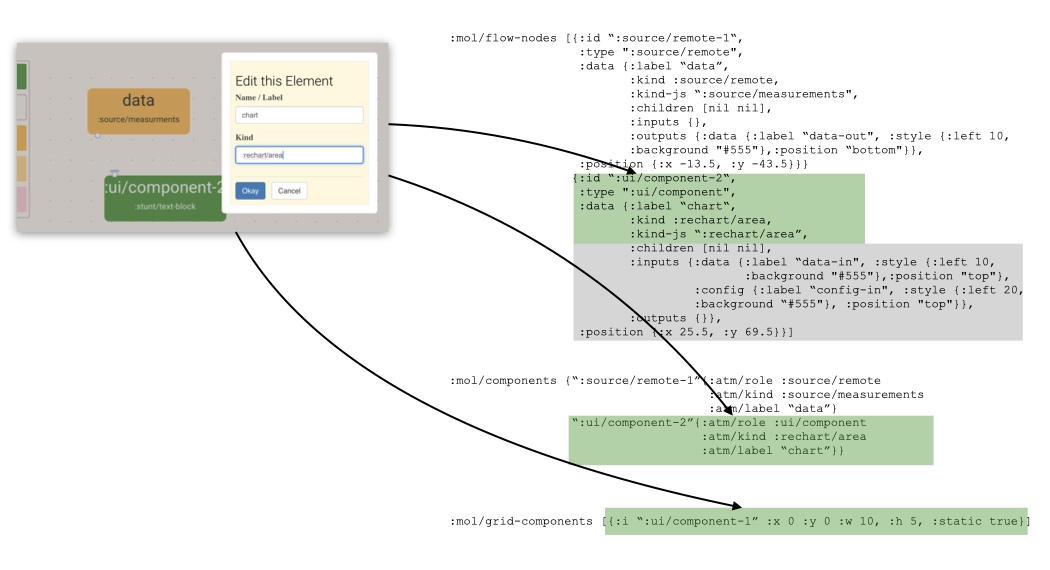 data
:source/measurments
:ui/component-2
:stunt/text-block
Edit this Element
Name / Label
chart
Kind
:rechart/area
Okay
Cancel
:mol/flow-nodes [{:id “:source/remote-1“,
:type ":source/remote",
:data {:label “data”,
:kind :source/remote,
:kind-js “:source/measurements",
:children [nil nil],
:inputs {},
:outputs {:data {:label “data-out", :style {:left 10,
:background "#555"},:position “bottom"}},
:position {:x -13.5, :y -43.5}}}
{:id “:ui/component-2“,
:type ":ui/component",
:data {:label “chart“,
:kind :rechart/area,
:kind-js “:rechart/area”,
:children [nil nil],
:inputs {:data {:label “data-in", :style {:left 10,
:background "#555"},:position "top"},
:config {:label “config-in", :style {:left 20,
:background “#555"}, :position "top"}},
:outputs {}},
:position {:x 25.5, :y 69.5}}]
:mol/components {“:source/remote-1”{:atm/role :source/remote
:atm/kind :source/measurements
:atm/label “data”}
“:ui/component-2”{:atm/role :ui/component
:atm/kind :rechart/area
:atm/label “chart”}}
:mol/grid-components [{:i “:ui/component-1” :x 0 :y 0 :w 10, :h 5, :static true}]